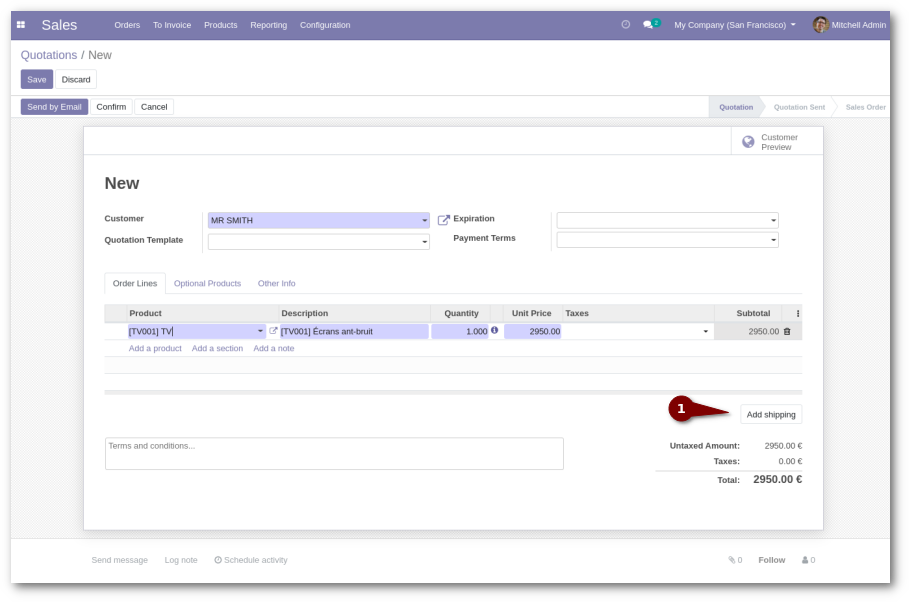 Sales Orders To Invoice Products Reporting Configuration 2 My Company (San Francisco) Mitchell Admin
Quotations / New
Save Discard
Send by Email Confirm Cancel Quotation Quotation Sent Sales Order
Customer
Preview
New
Customer MR SMITH Expiration
Quotation Template Payment Terms
Order Lines Optional Products Other Info
Product Description Quantity Unit Price Taxes Subtotal
[TV001] TV [TV001] Écrans ant-bruit 1.000 2950.00 2950.00
Add a product Add a section Add a note
1 Add shipping
Terms and conditions...
Untaxed Amount: 2950.00 €
Taxes: 0.00 €
Total: 2950.00 €
Send message Log note Schedule activity 0 Follow 0